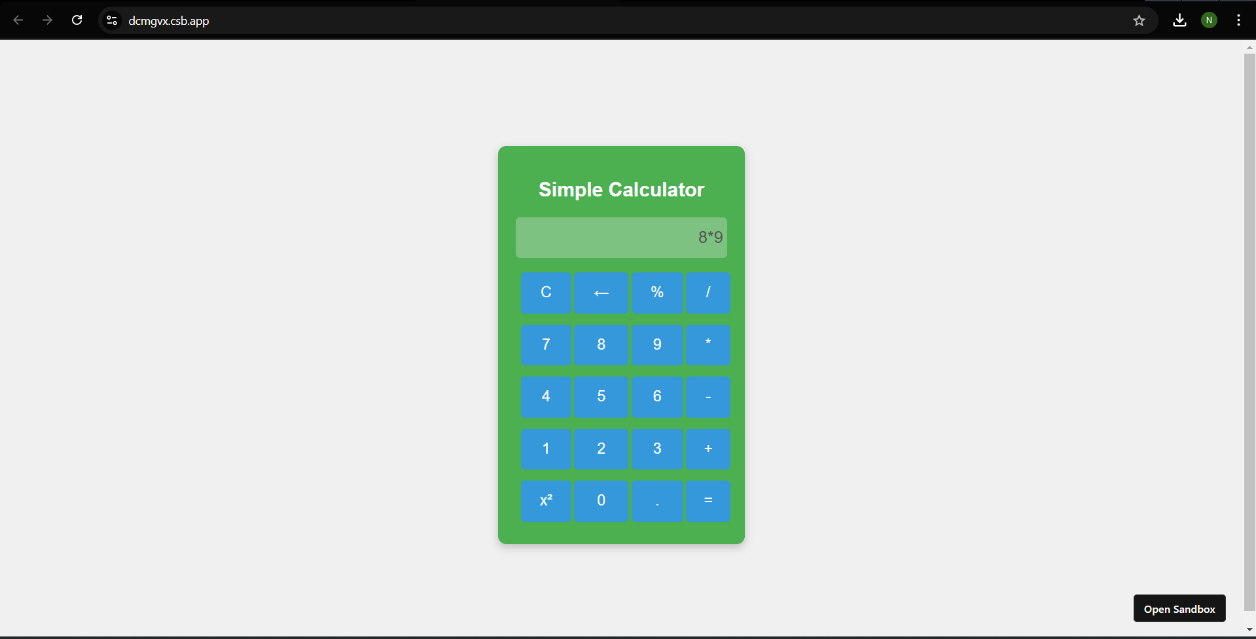 dcmgvx.csb.app
N
Simple Calculator
8*9
C ← % /
7 8 9 *
4 5 6 -
1 2 3 +
x² 0 . =
Open Sandbox